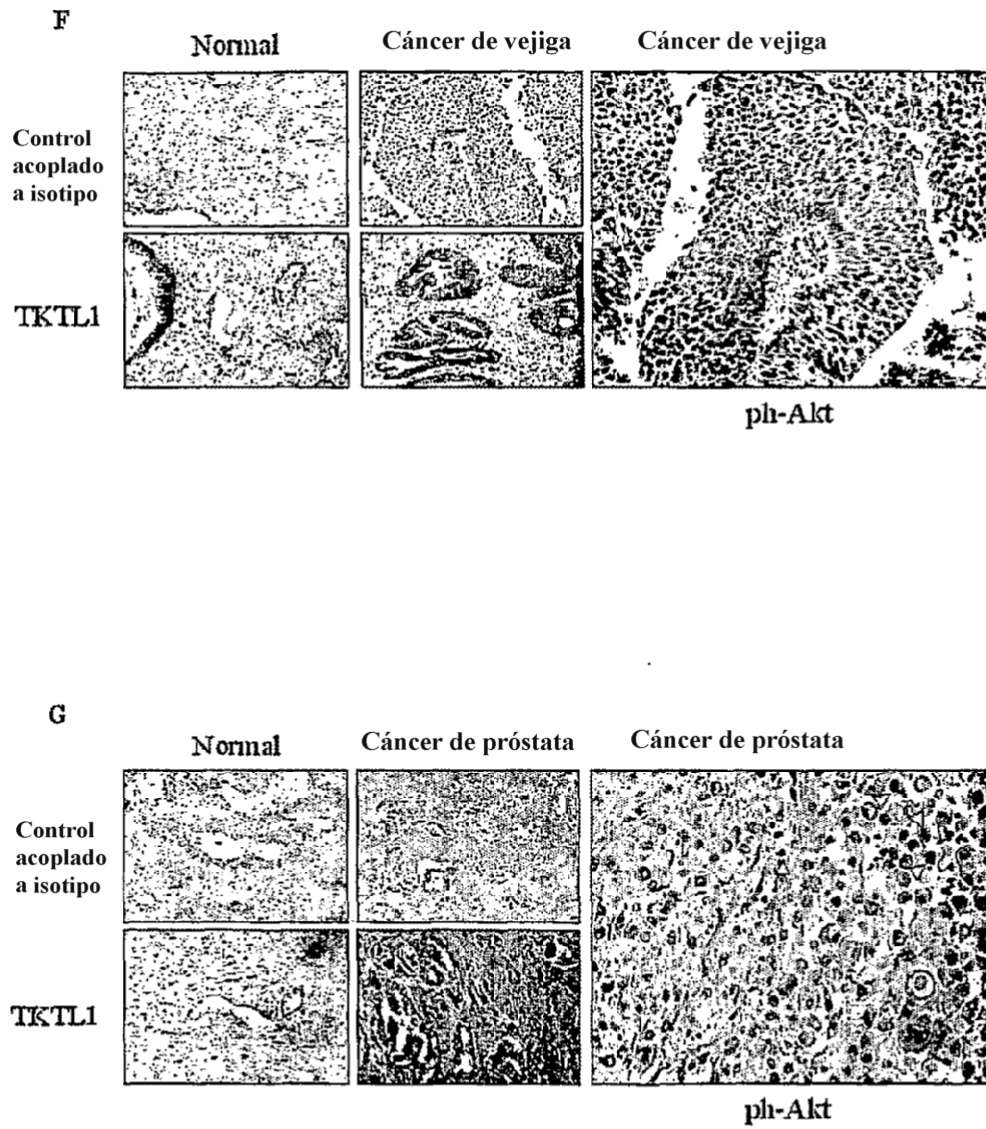 F
Normal
Cáncer de vejiga
Cáncer de vejiga
Control
acoplado
a isotipo
TKTL1
ph-Akt
G
Normal
Cáncer de próstata
Cáncer de próstata
Control
acoplado
a isotipo
TKTL1
ph-Akt